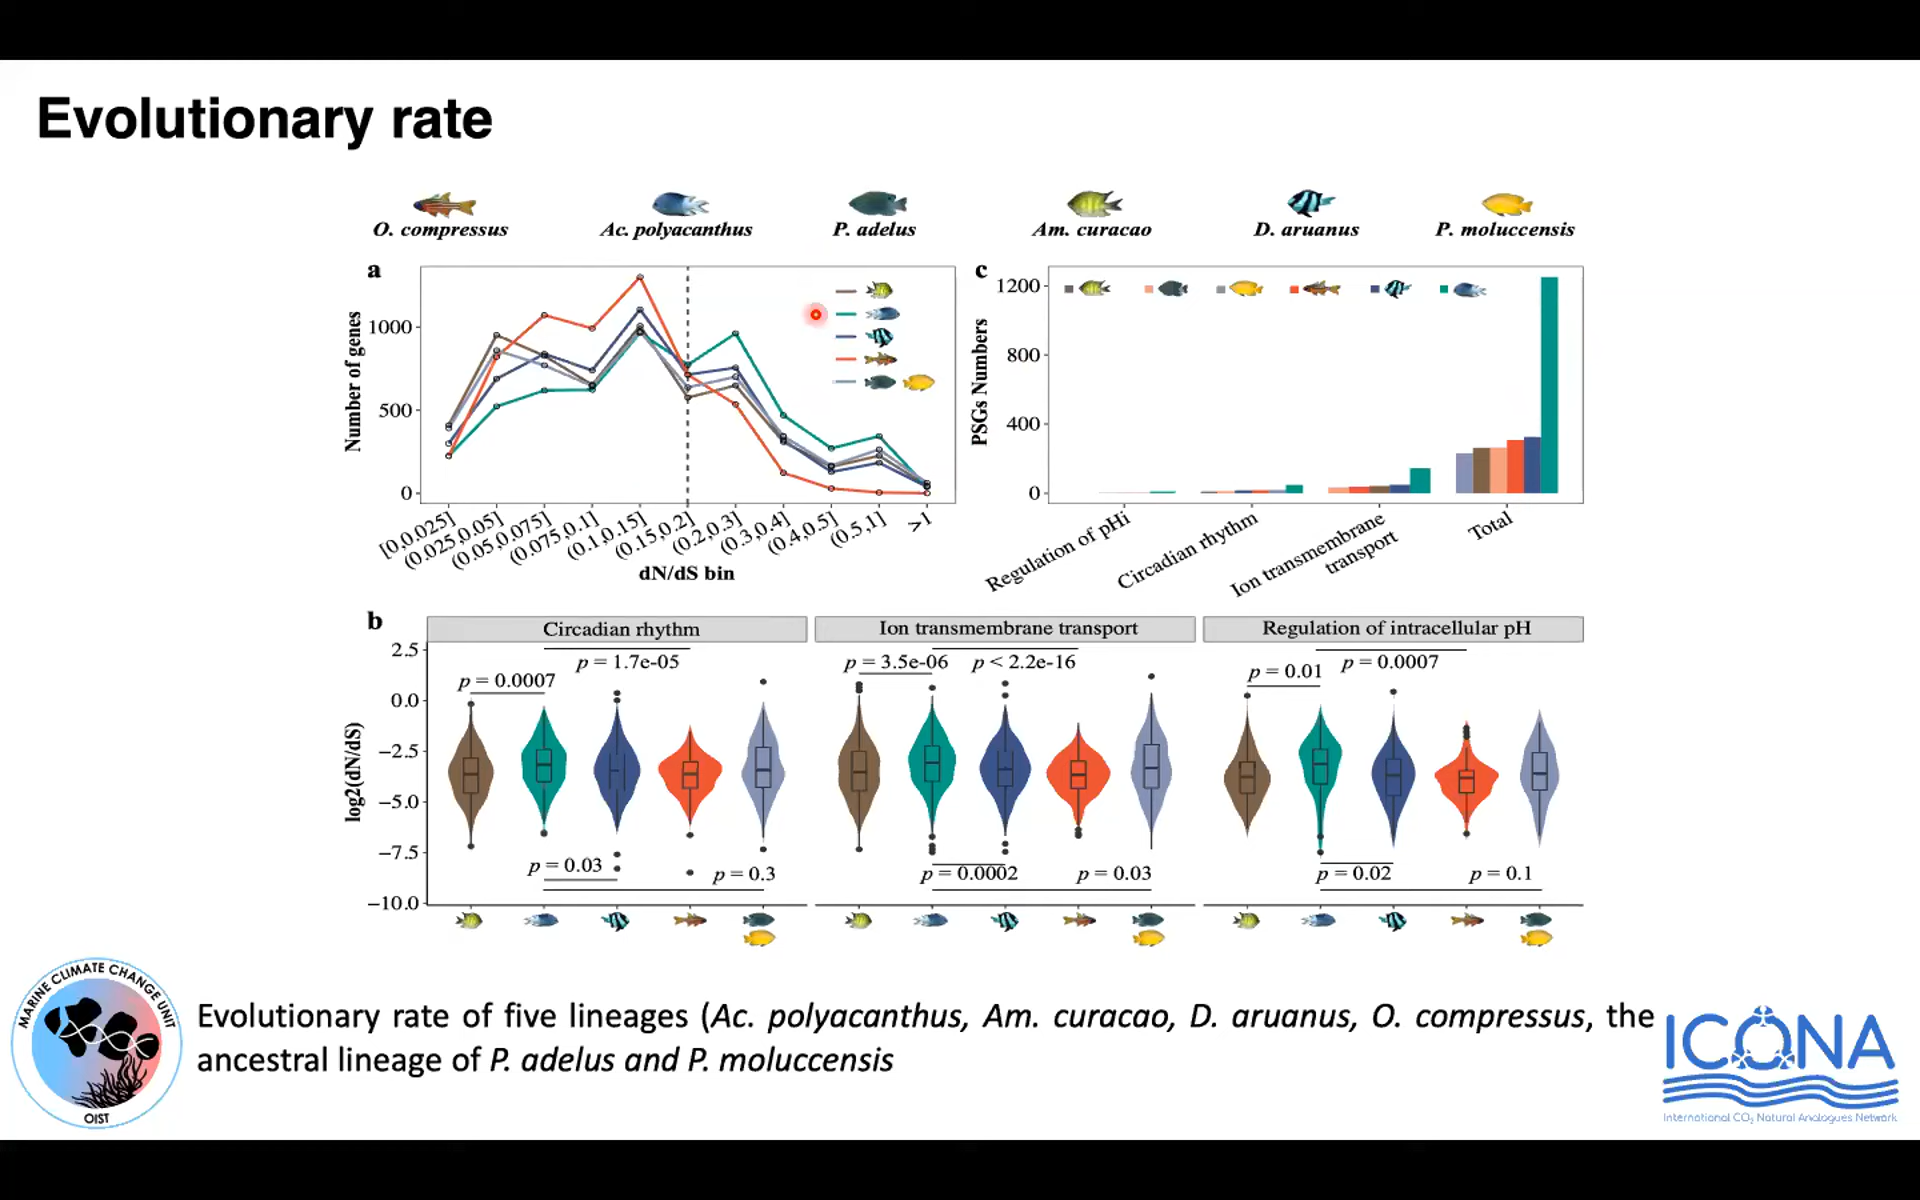 Evolutionary rate
O. compressus
Ac. polyacanthus
P. adelus
Am. curacao
D. aruanus
P. moluccensis
a
Number of genes
1000
500
0
[0,0.025]
(0.025,0.05]
(0.05,0.075]
(0.075,0.1]
(0.1,0.15]
(0.15,0.2]
(0.2,0.3]
(0.3,0.4]
(0.4,0.5]
(0.5,1]
>1
dN/dS bin
c
PSGs Numbers
1200
800
400
0
Regulation of pHi
Circadian rhythm
Ion transmembrane
transport
Total
b
Circadian rhythm
Ion transmembrane transport
Regulation of intracellular pH
log2(dN/dS)
2.5
0.0
−2.5
−5.0
−7.5
−10.0
p = 1.7e-05
p = 0.0007
p = 0.03
p = 0.3
p = 3.5e-06
p < 2.2e-16
p = 0.0002
p = 0.03
p = 0.0007
p = 0.01
p = 0.02
p = 0.1
MARINE CLIMATE CHANGE UNIT
OIST
Evolutionary rate of five lineages (Ac. polyacanthus, Am. curacao, D. aruanus, O. compressus, the
ancestral lineage of P. adelus and P. moluccensis
ICONA
International CO₂ Natural Analogues Network